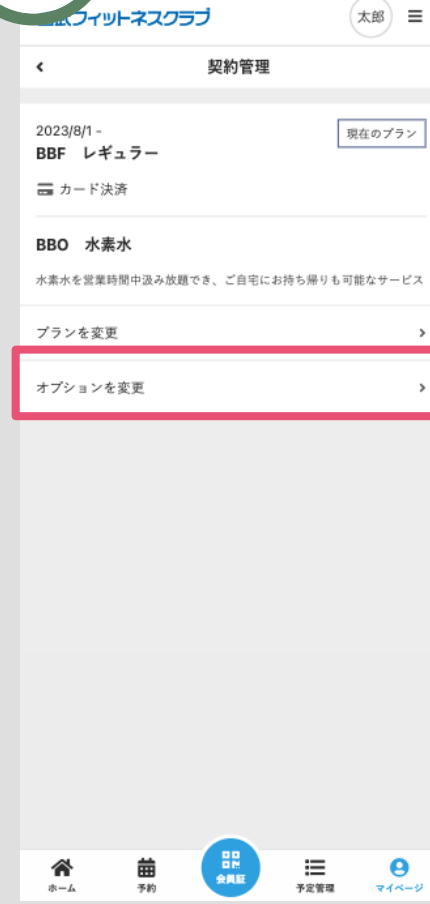 フィットネスクラブ
太郎
契約管理
2023/8/1 -
現在のプラン
BBF レギュラー
カード決済
BBO 水素水
水素水を営業時間中汲み放題でき、ご自宅にお持ち帰りも可能なサービス
プランを変更
オプションを変更
ホーム
予約
会員証
予定管理
マイページ